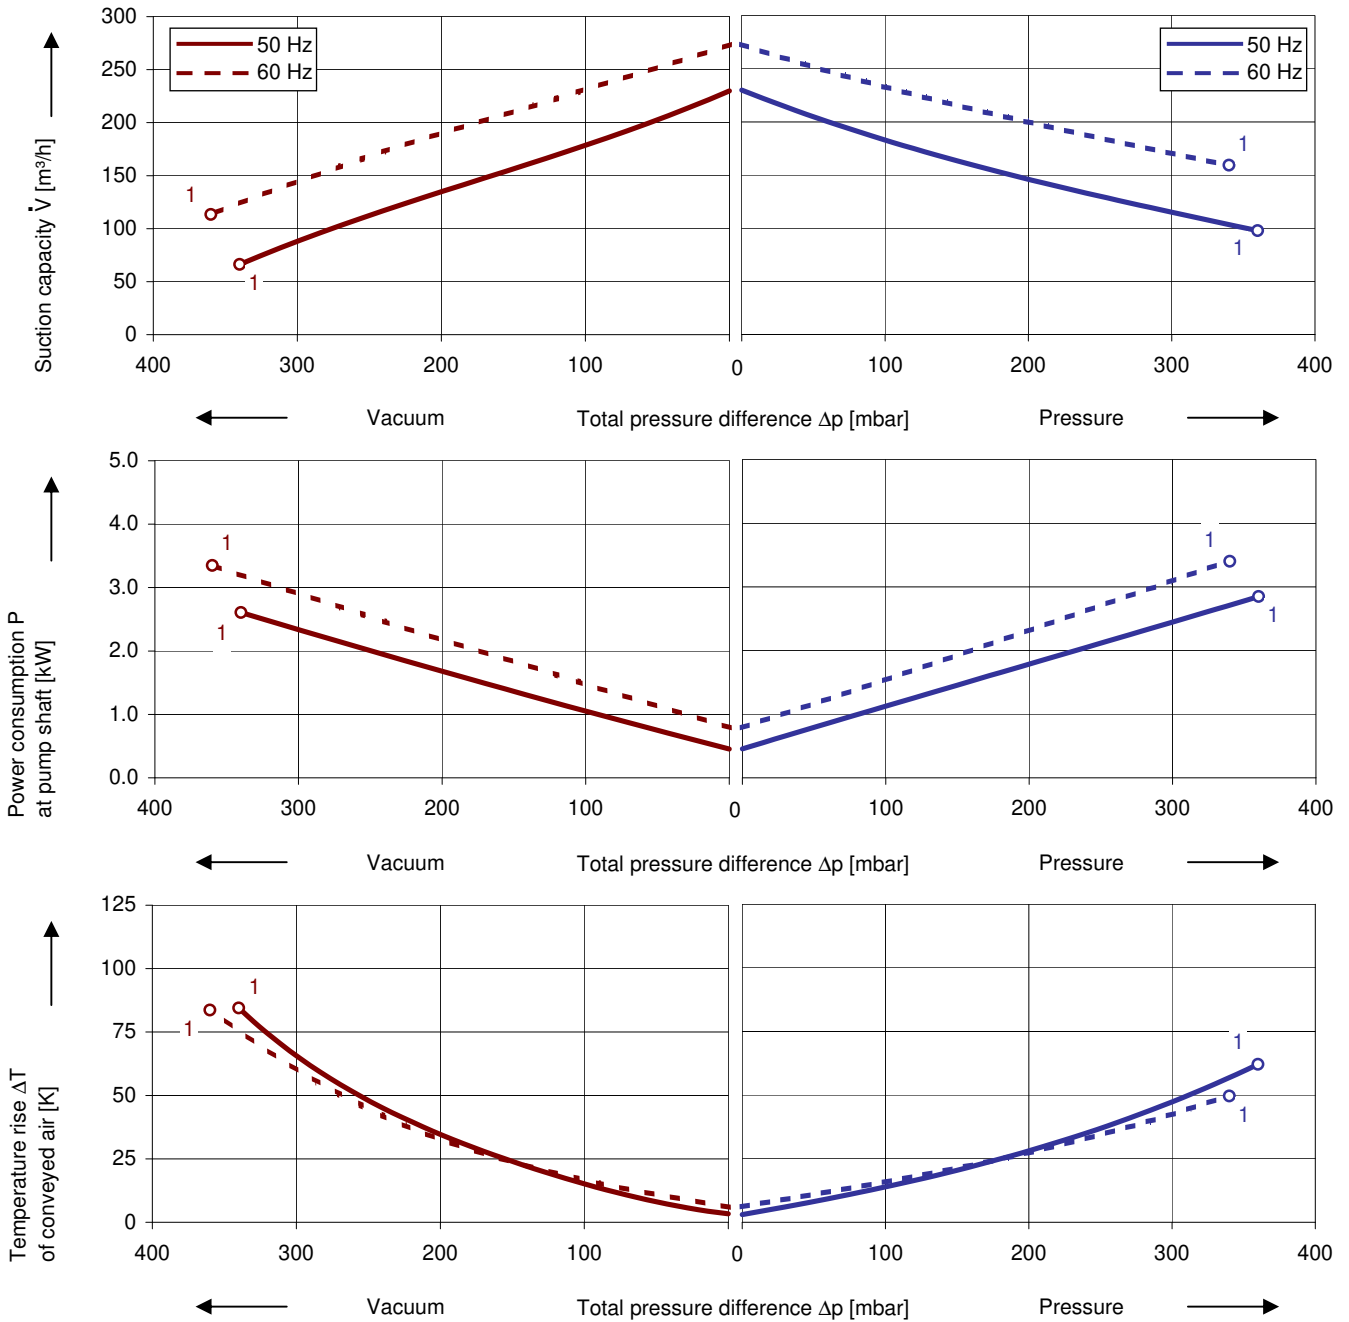 300
250
200
150
100
50
0
50 Hz
60 Hz
50 Hz
60 Hz
1
1
1
1
Suction capacity V̇ [m³/h]
400 300 200 100 0 100 200 300 400
Vacuum Total pressure difference Δp [mbar] Pressure
5.0
4.0
3.0
2.0
1.0
0.0
1
1
1
1
Power consumption P
at pump shaft [kW]
400 300 200 100 0 100 200 300 400
Vacuum Total pressure difference Δp [mbar] Pressure
125
100
75
50
25
0
1
1
1
1
Temperature rise ΔT
of conveyed air [K]
400 300 200 100 0 100 200 300 400
Vacuum Total pressure difference Δp [mbar] Pressure